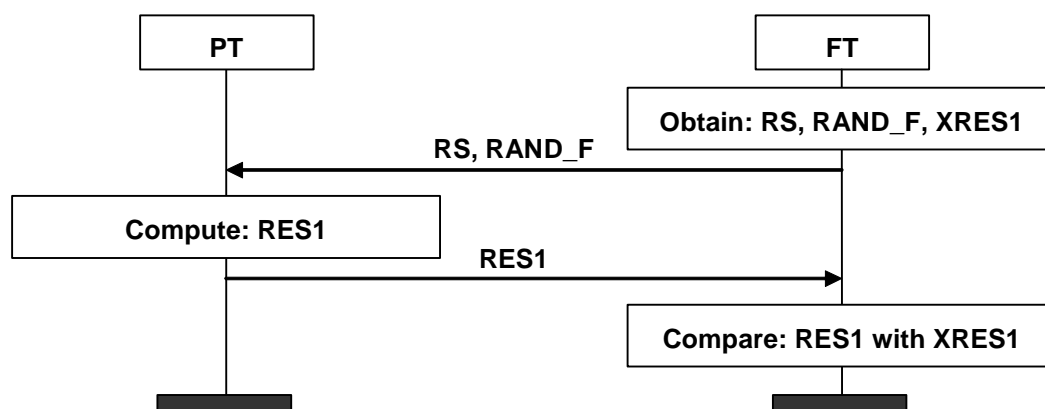 PT
FT
Obtain: RS, RAND_F, XRES1
RS, RAND_F
Compute: RES1
RES1
Compare: RES1 with XRES1